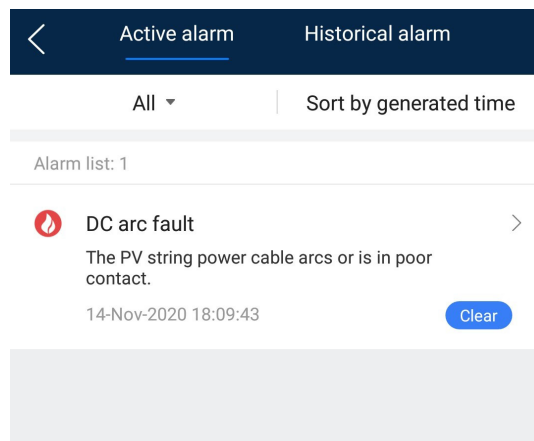 Active alarm Historical alarm
All Sort by generated time
Alarm list: 1
DC arc fault
The PV string power cable arcs or is in poor
contact.
14-Nov-2020 18:09:43 Clear